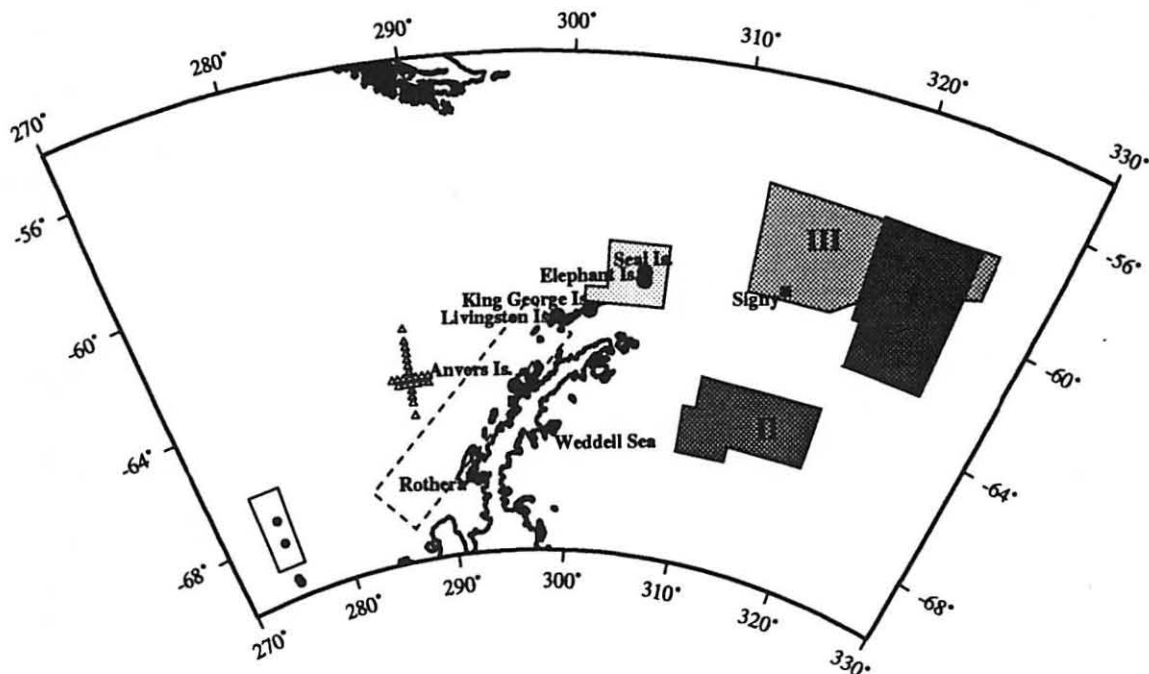 300°
290°
310°
280°
320°
270°
330°
-56°
-56°
III
Seal Is.
Elephant Is.
King George Is.
Signy
Livingston Is.
-60°
-60°
Anvers Is.
II
Weddell Sea
-64°
-64°
Rothera
-68°
-68°
270°
280°
290°
300°
310°
320°
330°